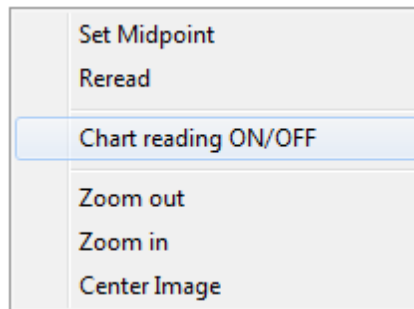 Set Midpoint
Reread
Chart reading ON/OFF
Zoom out
Zoom in
Center Image